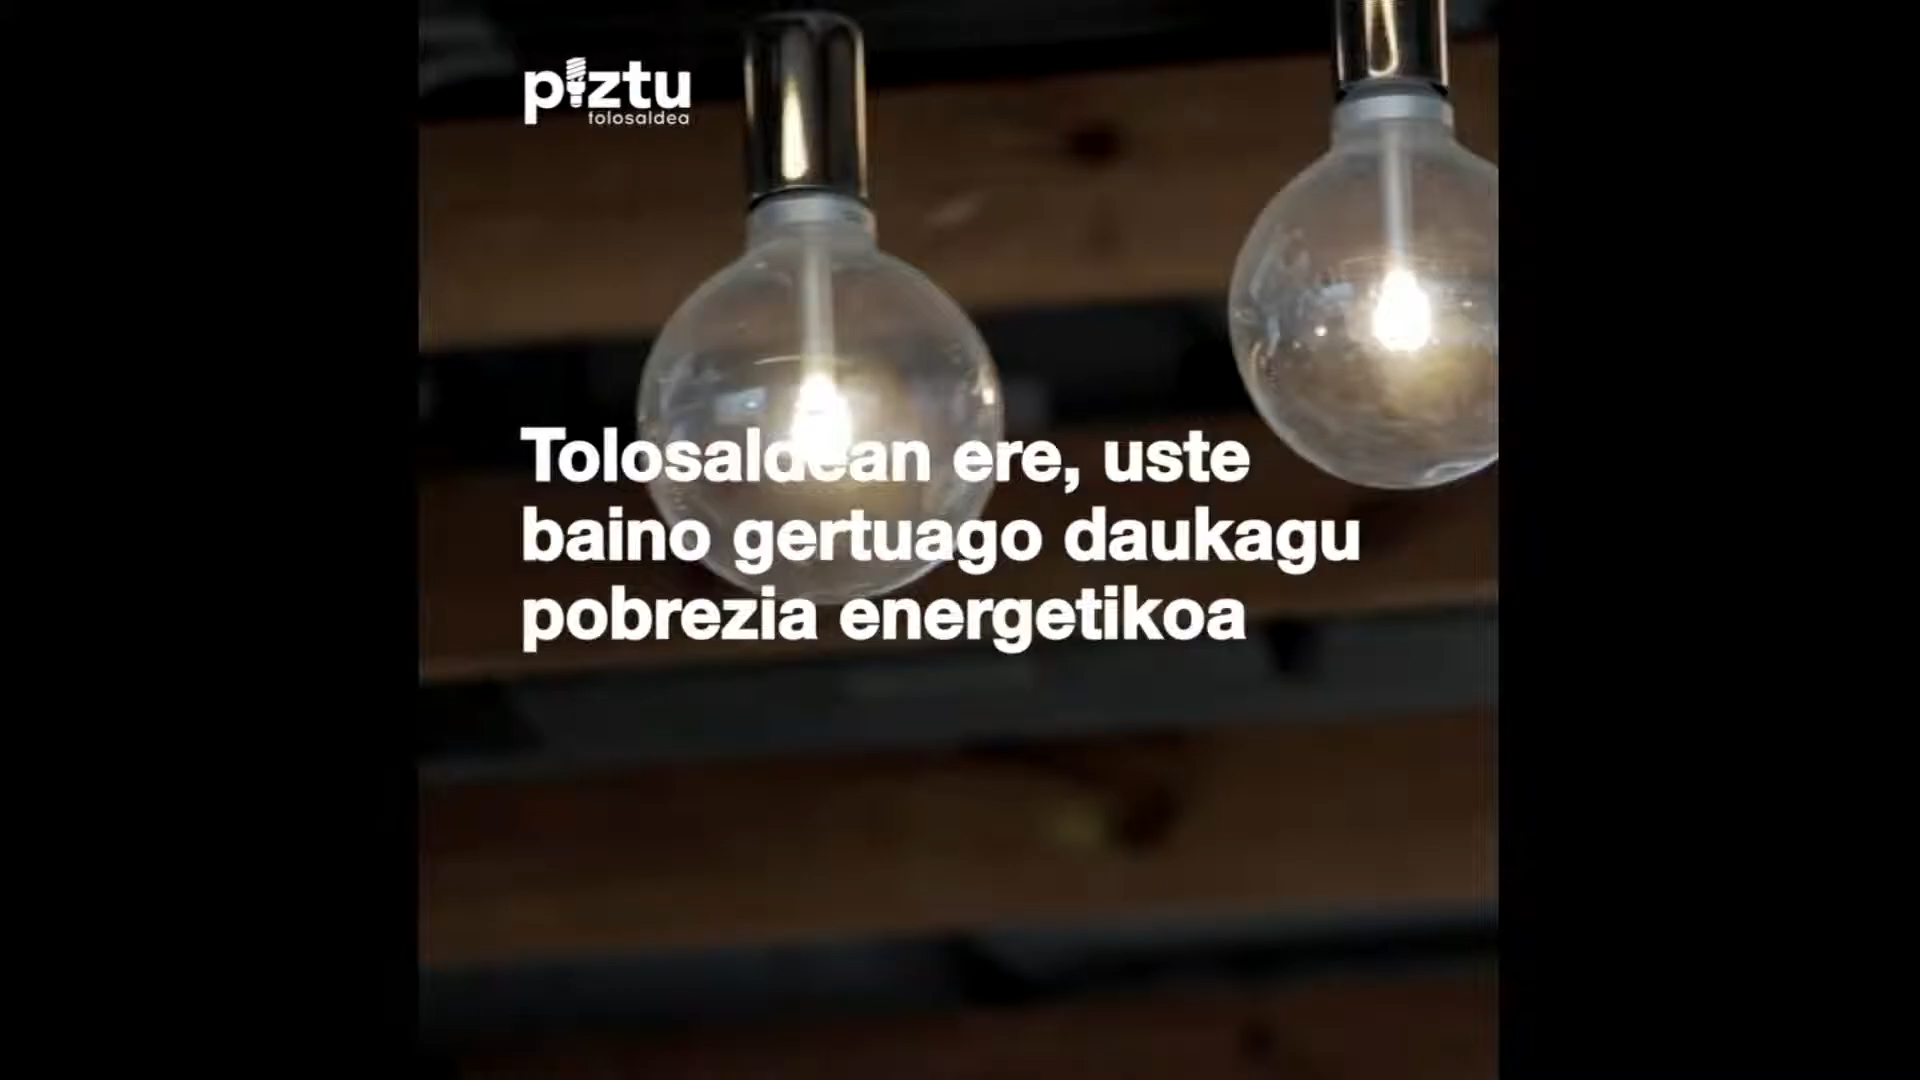 piztu
tolosaldea
Tolosaldean ere, uste
baino gertuago daukagu
pobrezia energetikoa